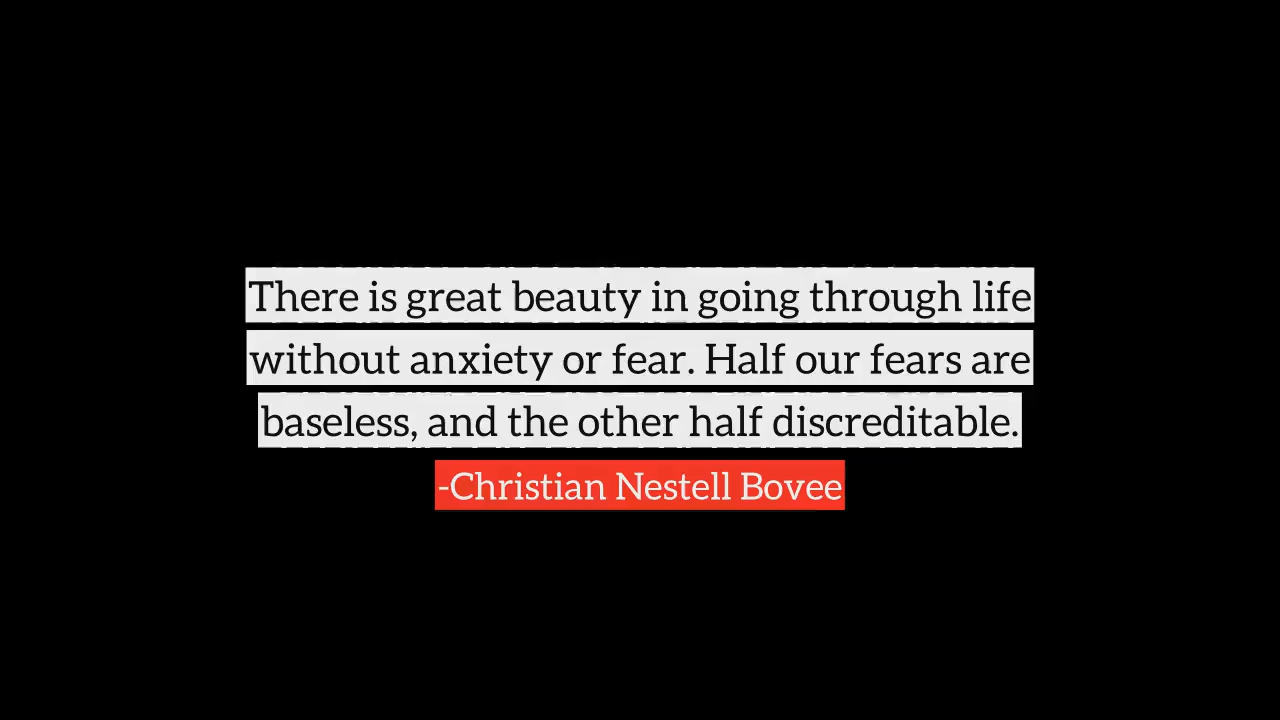 There is great beauty in going through life
without anxiety or fear. Half our fears are
baseless, and the other half discreditable.
-Christian Nestell Bovee